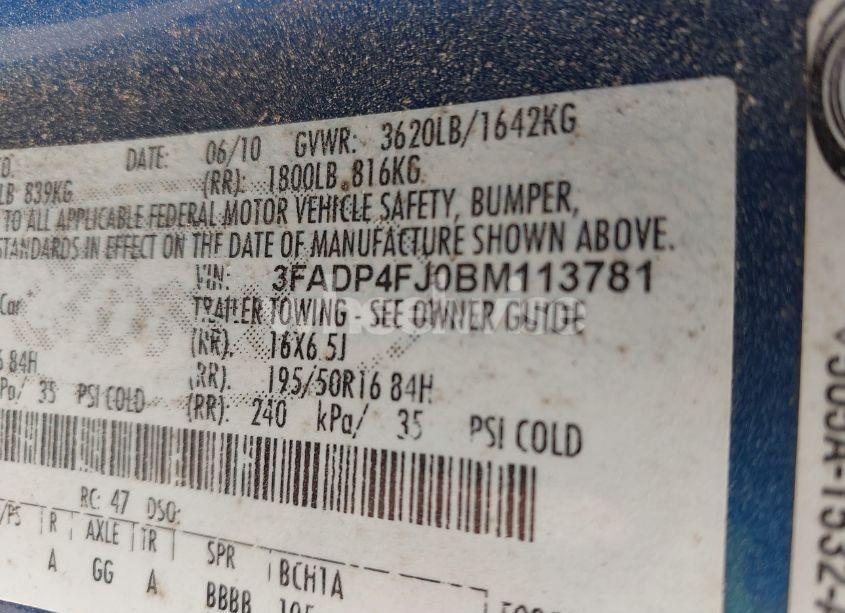 O. DATE: 06/10 GVWR: 3620LB/1642KG
LB 839KG (RR): 1800LB 816KG
TO ALL APPLICABLE FEDERAL MOTOR VEHICLE SAFETY, BUMPER,
STANDARDS IN EFFECT ON THE DATE OF MANUFACTURE SHOWN ABOVE.
VIN: 3FADP4FJ0BM113781
Car TRAILER TOWING - SEE OWNER GUIDE
(RR). 16X6.5J
84H (RR). 195/50R16 84H
35 PSI COLD (RR): 240 kPa/ 35 PSI COLD
RC: 47 DSO:
/PS R AXLE TR SPR BCH1A
A GG A BBBB